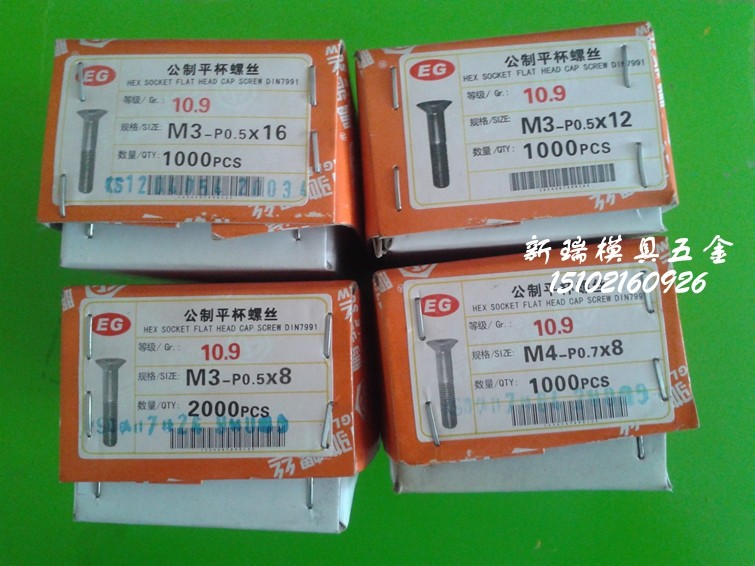 EG
公制平杯螺丝
HEX SOCKET FLAT HEAD CAP SCREW DIN7991
等级/Gr.: 10.9
规格/SIZE: M3-P0.5x16
数量/QTY: 1000PCS
EG
公制平杯螺丝
HEX SOCKET FLAT HEAD CAP SCREW DIN7991
等级/Gr.: 10.9
规格/SIZE: M3-P0.5x12
数量/QTY: 1000PCS
新瑞模具五金
15102160926
EG
公制平杯螺丝
HEX SOCKET FLAT HEAD CAP SCREW DIN7991
等级/Gr.: 10.9
规格/SIZE: M3-P0.5x8
数量/QTY: 2000PCS
EG
公制平杯螺丝
HEX SOCKET FLAT HEAD CAP SCREW DIN7991
等级/Gr.: 10.9
规格/SIZE: M4-P0.7x8
数量/QTY: 1000PCS